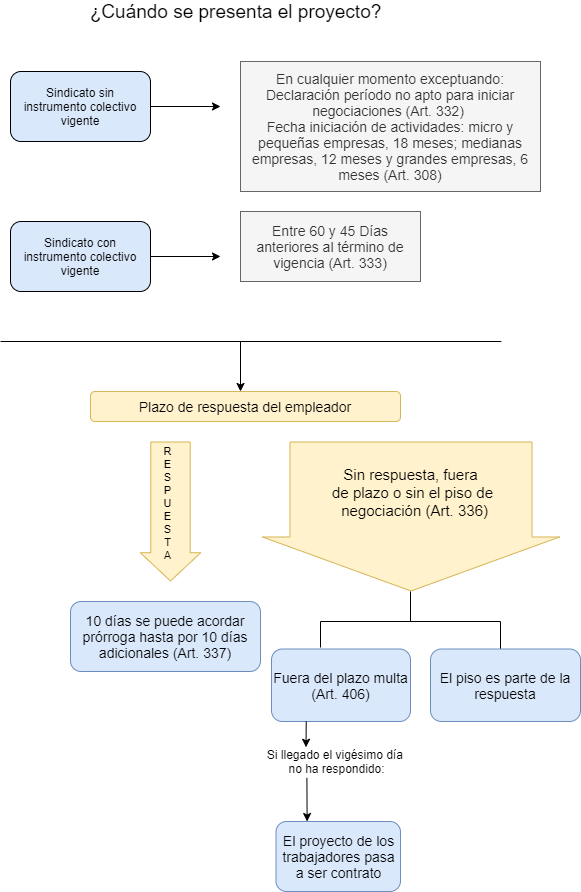 ¿Cuándo se presenta el proyecto?
Sindicato sin
instrumento colectivo
vigente
En cualquier momento exceptuando:
Declaración período no apto para iniciar
negociaciones (Art. 332)
Fecha iniciación de actividades: micro y
pequeñas empresas, 18 meses; medianas
empresas, 12 meses y grandes empresas, 6
meses (Art. 308)
Sindicato con
instrumento colectivo
vigente
Entre 60 y 45 Días
anteriores al término de
vigencia (Art. 333)
Plazo de respuesta del empleador
R
E
S
P
U
E
S
T
A
Sin respuesta, fuera
de plazo o sin el piso de
negociación (Art. 336)
10 días se puede acordar
prórroga hasta por 10 días
adicionales (Art. 337)
Fuera del plazo multa
(Art. 406)
El piso es parte de la
respuesta
Si llegado el vigésimo día
no ha respondido:
El proyecto de los
trabajadores pasa
a ser contrato